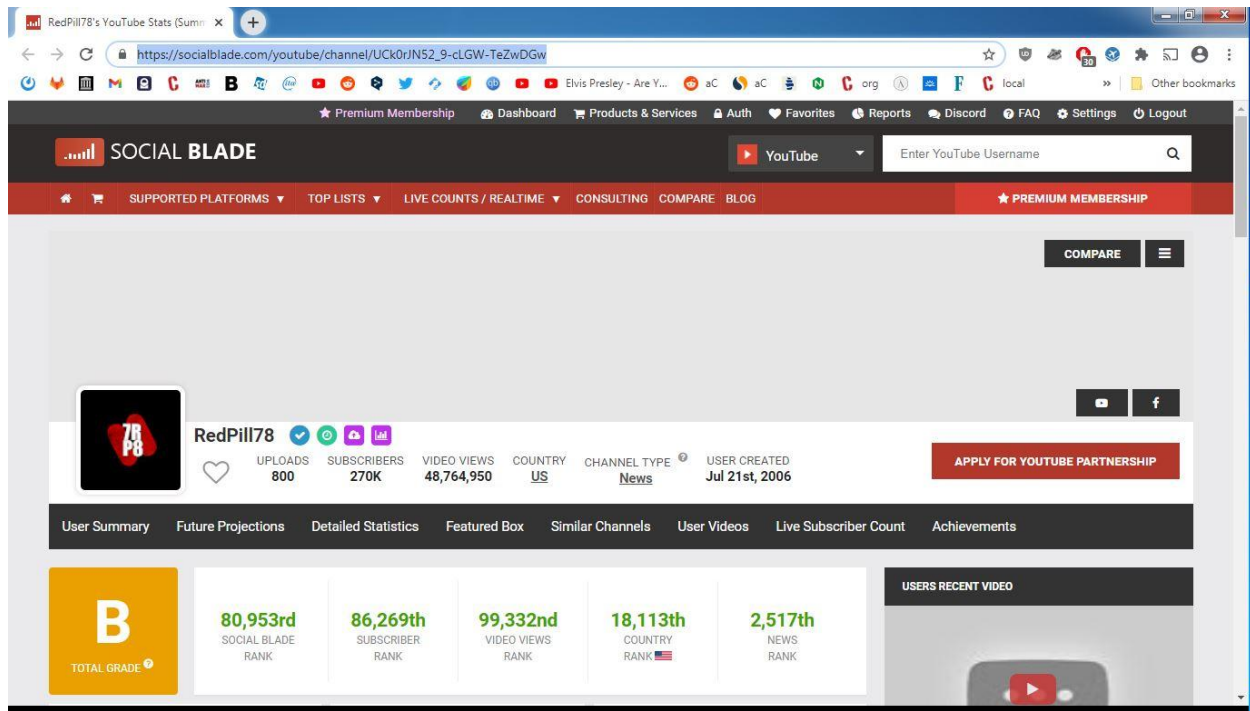 RedPill78's YouTube Stats (Summ
https://socialblade.com/youtube/channel/UCk0rJN52_9-cLGW-TeZwDGw
30
Elvis Presley - Are Y... aC aC org local » Other bookmarks
Premium Membership Dashboard Products & Services Auth Favorites Reports Discord FAQ Settings Logout
SOCIAL BLADE YouTube Enter YouTube Username
SUPPORTED PLATFORMS TOP LISTS LIVE COUNTS / REALTIME CONSULTING COMPARE BLOG PREMIUM MEMBERSHIP
COMPARE
7R
P8
RedPill78
UPLOADS SUBSCRIBERS VIDEO VIEWS COUNTRY CHANNEL TYPE USER CREATED
800 270K 48,764,950 US News Jul 21st, 2006
APPLY FOR YOUTUBE PARTNERSHIP
User Summary Future Projections Detailed Statistics Featured Box Similar Channels User Videos Live Subscriber Count Achievements
B
TOTAL GRADE
80,953rd 86,269th 99,332nd 18,113th 2,517th
SOCIAL BLADE SUBSCRIBER VIDEO VIEWS COUNTRY NEWS
RANK RANK RANK RANK RANK
USERS RECENT VIDEO